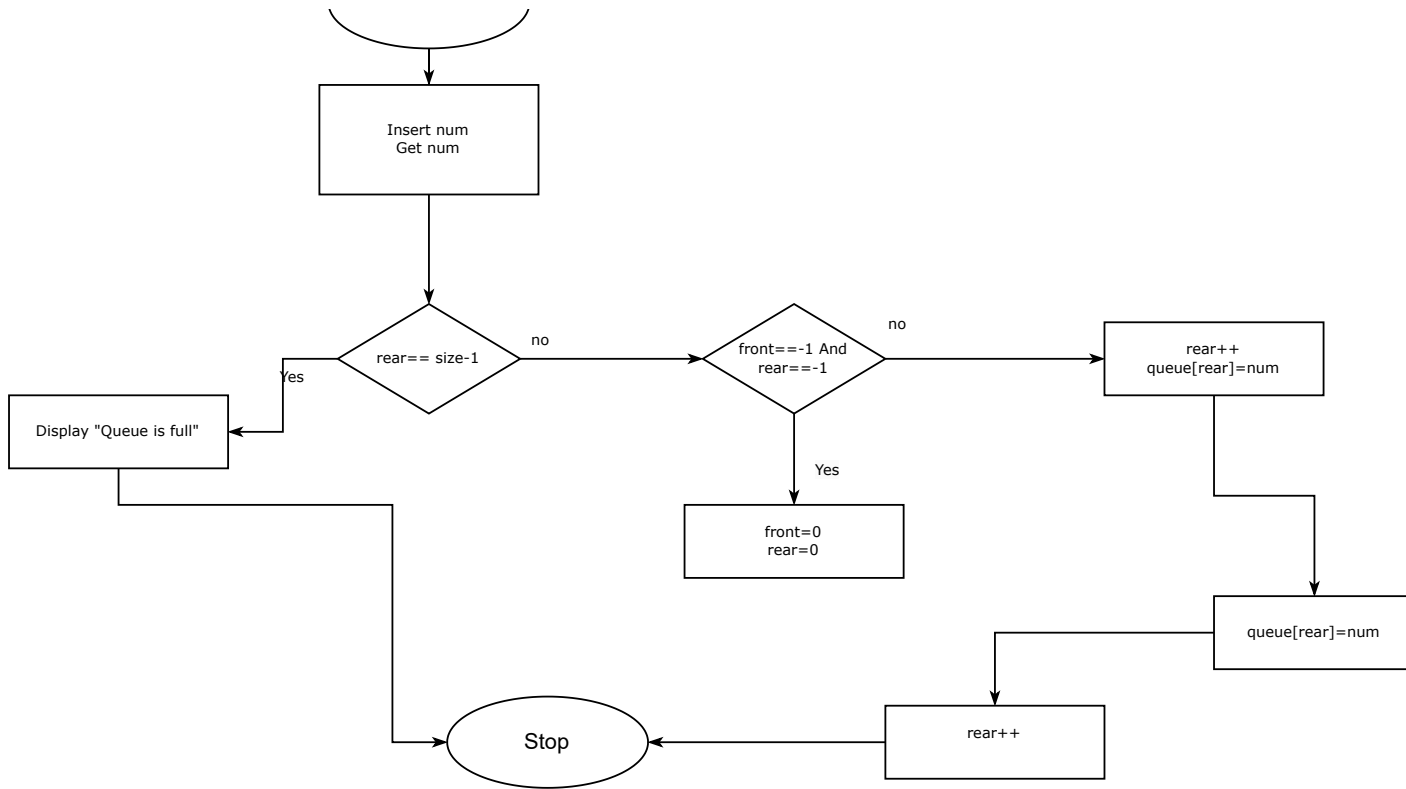 Insert num
Get num
rear== size-1
no
Yes
front==-1 And
rear==-1
no
rear++
queue[rear]=num
Display "Queue is full"
Yes
front=0
rear=0
queue[rear]=num
rear++
Stop